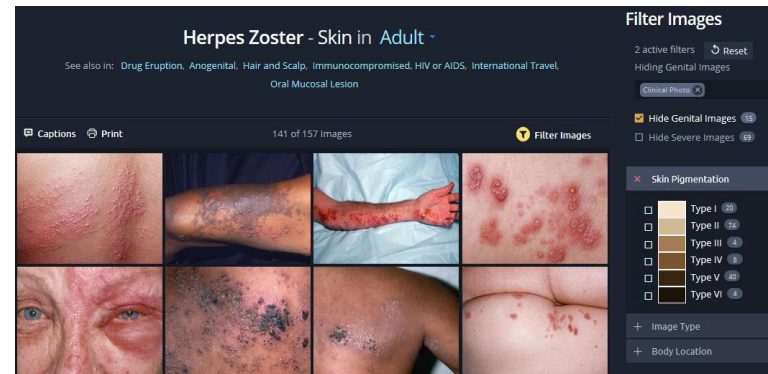 Herpes Zoster - Skin in Adult
See also in: Drug Eruption, Anogenital, Hair and Scalp, Immunocompromised, HIV or AIDS, International Travel,
Oral Mucosal Lesion
Captions Print 141 of 157 Images Filter Images
Filter Images
2 active filters Reset
Hiding Genital Images
Clinical Photo
Hide Genital Images 15
Hide Severe Images 69
Skin Pigmentation
Type I 20
Type II 74
Type III 4
Type IV 8
Type V 40
Type VI 4
Image Type
Body Location